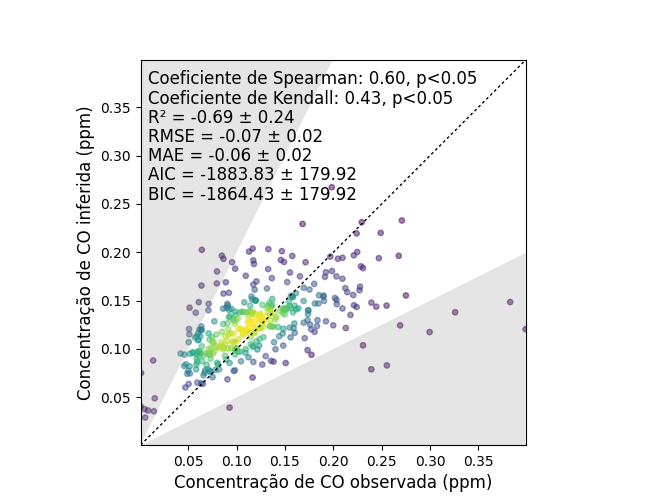 Coeficiente de Spearman: 0.60, p<0.05
Coeficiente de Kendall: 0.43, p<0.05
R² = -0.69 ± 0.24
RMSE = -0.07 ± 0.02
MAE = -0.06 ± 0.02
AIC = -1883.83 ± 179.92
BIC = -1864.43 ± 179.92
Concentração de CO inferida (ppm)
0.35
0.30
0.25
0.20
0.15
0.10
0.05
0.05 0.10 0.15 0.20 0.25 0.30 0.35
Concentração de CO observada (ppm)